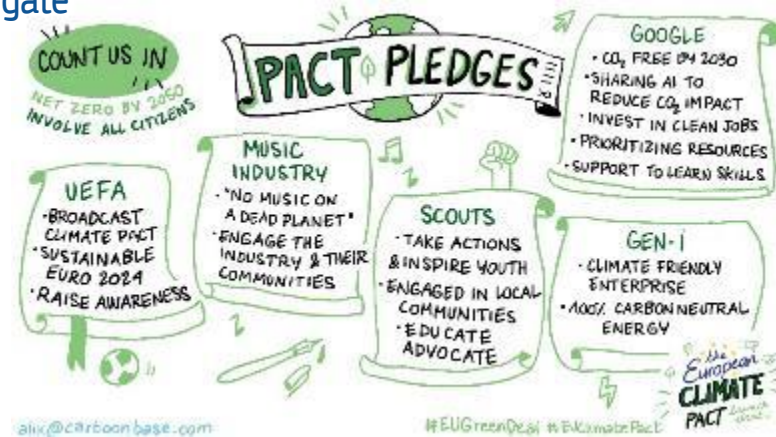 gate
COUNT US IN
NET ZERO BY 2050
INVOLVE ALL CITIZENS
PACT PLEDGES
GOOGLE
· CO₂ FREE BY 2030
· SHARING AI TO
REDUCE CO₂ IMPACT
· INVEST IN CLEAN JOBS
· PRIORITIZING RESOURCES
· SUPPORT TO LEARN SKILLS
UEFA
· BROADCAST
CLIMATE PACT
· SUSTAINABLE
EURO 2024
· RAISE AWARENESS
MUSIC
INDUSTRY
· "NO MUSIC ON
A DEAD PLANET"
· ENGAGE THE
INDUSTRY & THEIR
COMMUNITIES
SCOUTS
· TAKE ACTIONS
& INSPIRE YOUTH
· ENGAGED IN LOCAL
COMMUNITIES
· EDUCATE
ADVOCATE
GEN-i
· CLIMATE FRIENDLY
ENTERPRISE
· 100% CARBON NEUTRAL
ENERGY
the
European
CLIMATE
PACT
alix@cartoonbase.com
#EUGreenDeal #EUClimatePact